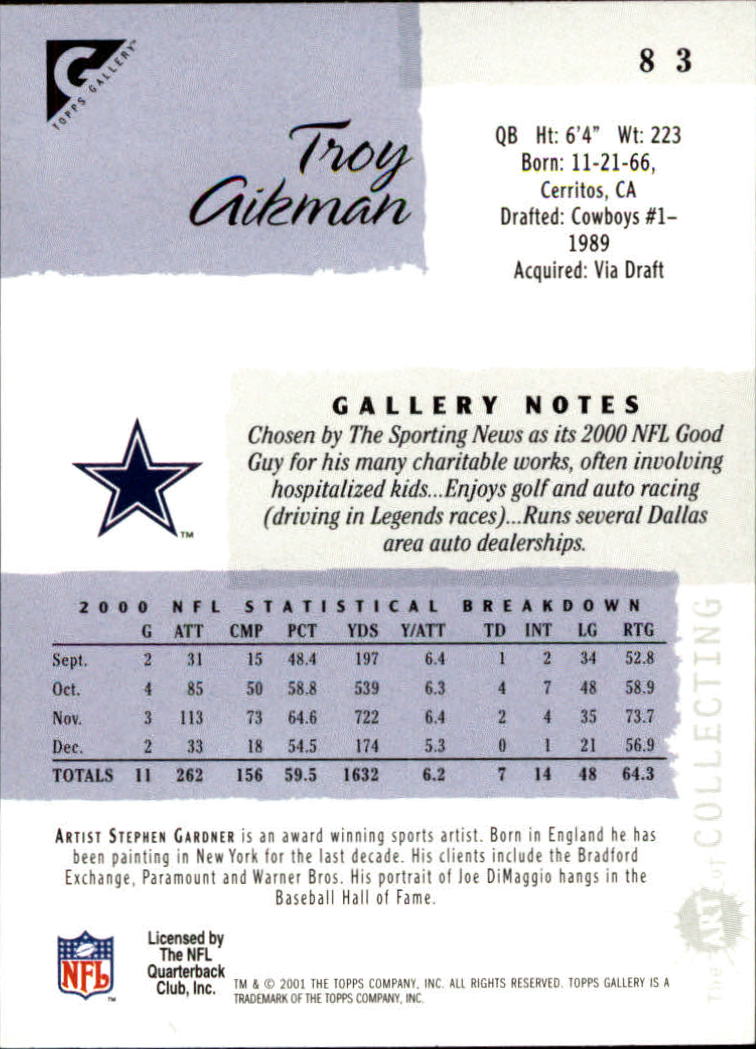 G
TOPPS GALLERY™
8 3
Troy
Aikman
QB Ht: 6'4" Wt: 223
Born: 11-21-66,
Cerritos, CA
Drafted: Cowboys #1–
1989
Acquired: Via Draft
GALLERY NOTES
Chosen by The Sporting News as its 2000 NFL Good
Guy for his many charitable works, often involving
hospitalized kids...Enjoys golf and auto racing
(driving in Legends races)...Runs several Dallas
area auto dealerships.
TM
2000 NFL STATISTICAL BREAKDOWN
G ATT CMP PCT YDS Y/ATT TD INT LG RTG
Sept. 2 31 15 48.4 197 6.4 1 2 34 52.8
Oct. 4 85 50 58.8 539 6.3 4 7 48 58.9
Nov. 3 113 73 64.6 722 6.4 2 4 35 73.7
Dec. 2 33 18 54.5 174 5.3 0 1 21 56.9
TOTALS 11 262 156 59.5 1632 6.2 7 14 48 64.3
The ART of COLLECTING
ARTIST STEPHEN GARDNER is an award winning sports artist. Born in England he has
been painting in New York for the last decade. His clients include the Bradford
Exchange, Paramount and Warner Bros. His portrait of Joe DiMaggio hangs in the
Baseball Hall of Fame.
NFL
TM
Licensed by
The NFL
Quarterback
Club, Inc.
TM & © 2001 THE TOPPS COMPANY, INC. ALL RIGHTS RESERVED. TOPPS GALLERY IS A
TRADEMARK OF THE TOPPS COMPANY, INC.